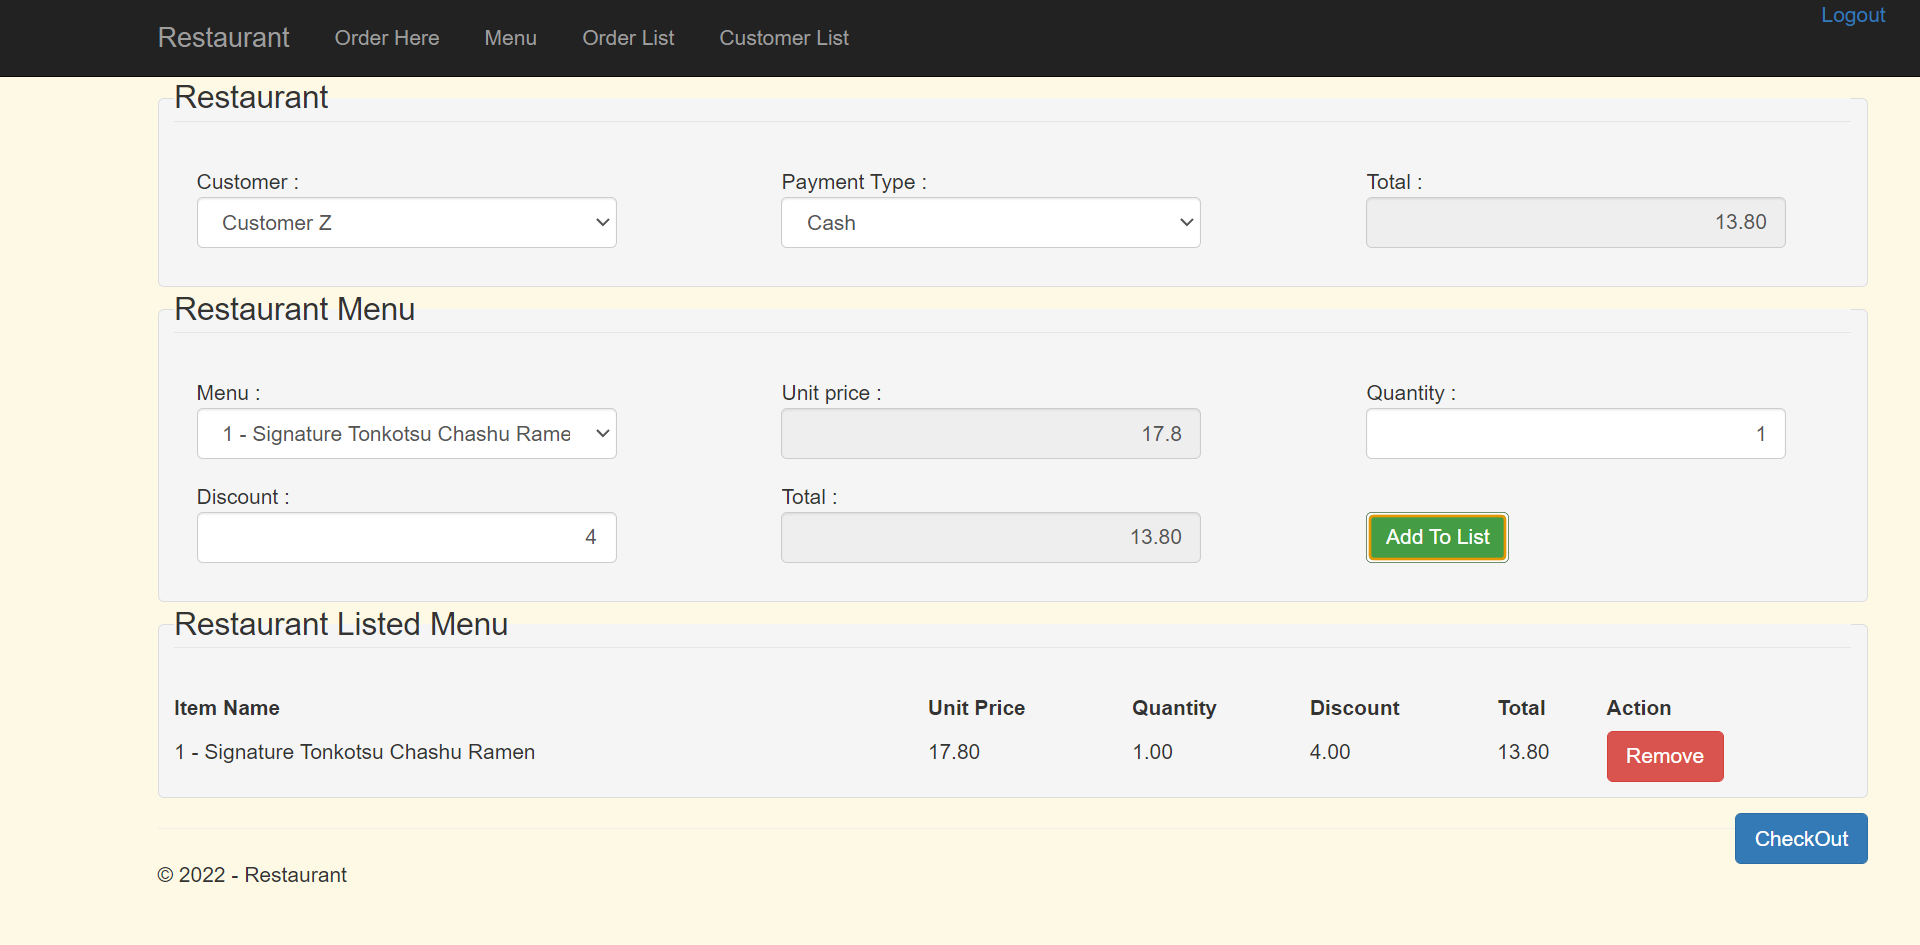 Logout
Restaurant Order Here Menu Order List Customer List
Restaurant
Customer : Payment Type : Total :
Customer Z Cash 13.80
Restaurant Menu
Menu : Unit price : Quantity :
1 - Signature Tonkotsu Chashu Rame 17.8 1
Discount : Total :
4 13.80 Add To List
Restaurant Listed Menu
Item Name Unit Price Quantity Discount Total Action
1 - Signature Tonkotsu Chashu Ramen 17.80 1.00 4.00 13.80 Remove
CheckOut
© 2022 - Restaurant